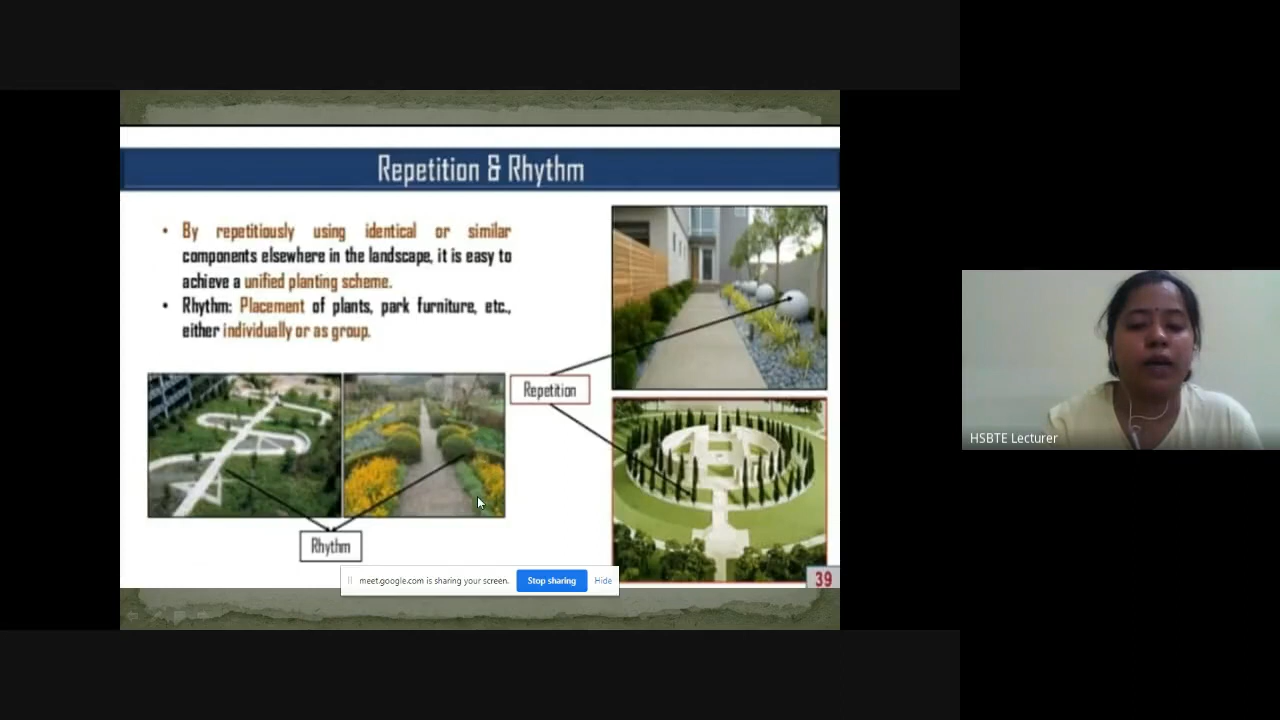 Repetition & Rhythm
• By repetitiously using identical or similar
components elsewhere in the landscape, it is easy to
achieve a unified planting scheme.
• Rhythm: Placement of plants, park furniture, etc.,
either individually or as group.
Repetition
Rhythm
meet.google.com is sharing your screen.
Stop sharing
Hide
39
HSBTE Lecturer